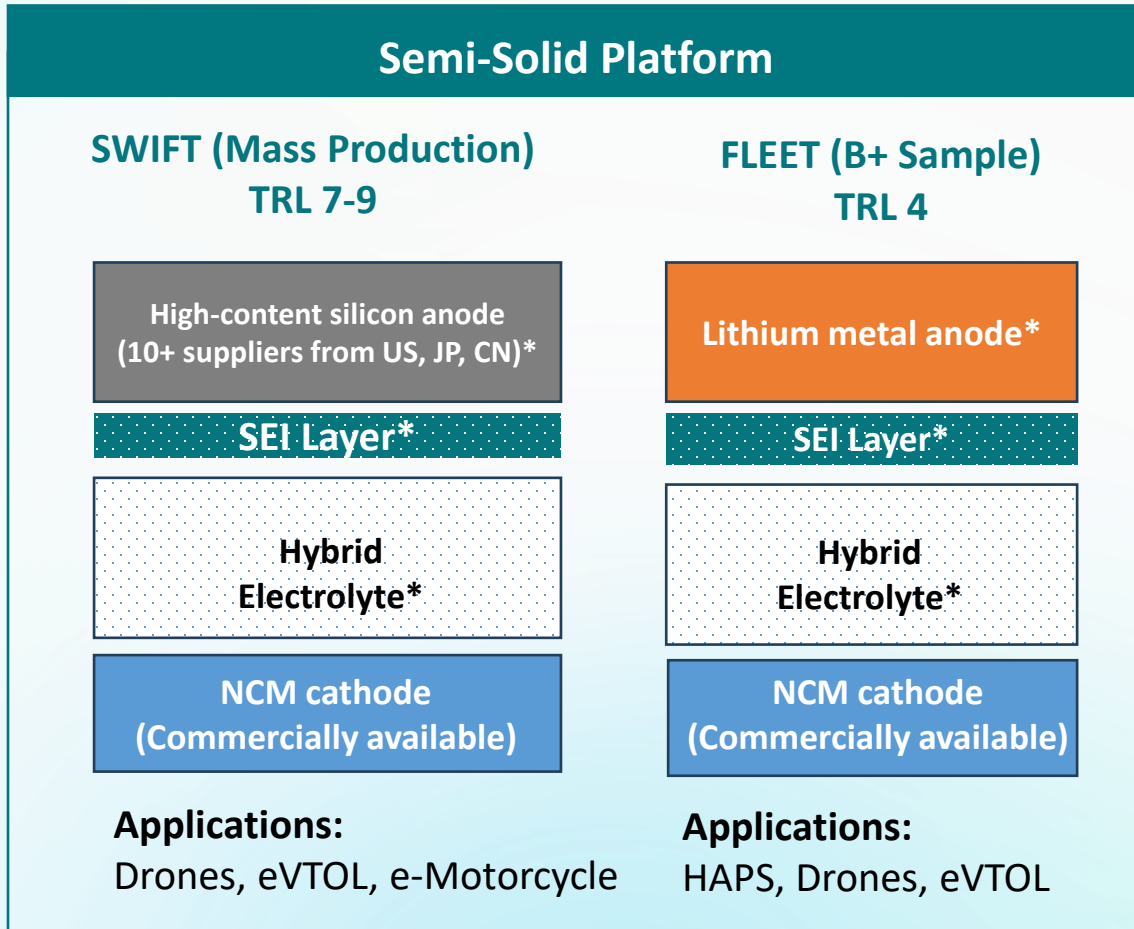 Semi-Solid Platform
SWIFT (Mass Production)
TRL 7-9
High-content silicon anode
(10+ suppliers from US, JP, CN)*
SEI Layer*
Hybrid
Electrolyte*
NCM cathode
(Commercially available)
Applications:
Drones, eVTOL, e-Motorcycle
FLEET (B+ Sample)
TRL 4
Lithium metal anode*
SEI Layer*
Hybrid
Electrolyte*
NCM cathode
(Commercially available)
Applications:
HAPS, Drones, eVTOL